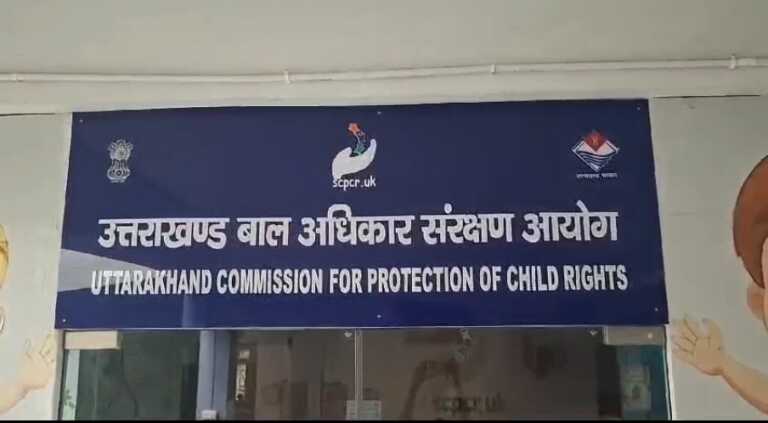 scpcr.uk
उत्तराखण्ड बाल अधिकार संरक्षण आयोग
UTTARAKHAND COMMISSION FOR PROTECTION OF CHILD RIGHTS